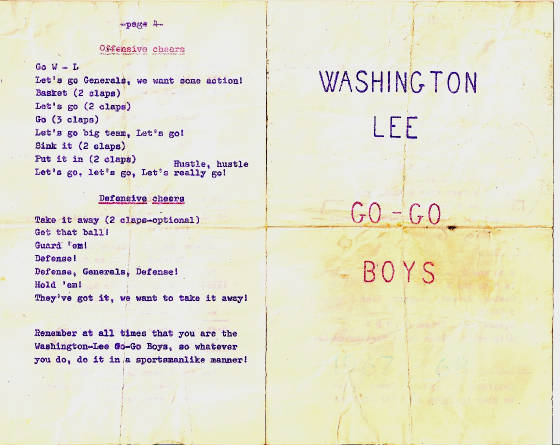 -page 4-
Offensive cheers
Go W - L
Let's go Generals, we want some action!
Basket (2 claps)
Let's go (2 claps)
Go (3 claps)
Let's go big team, Let's go!
Sink it (2 claps)
Put it in (2 claps)
Hustle, hustle
Let's go, let's go, Let's really go!
Defensive cheers
Take it away (2 claps-optional)
Get that ball!
Guard 'em!
Defense!
Defense, Generals, Defense!
Hold 'em!
They've got it, we want to take it away!
Remember at all times that you are the
Washington-Lee Go-Go Boys, so whatever
you do, do it in a sportsmanlike manner!
WASHINGTON
LEE
GO-GO
BOYS